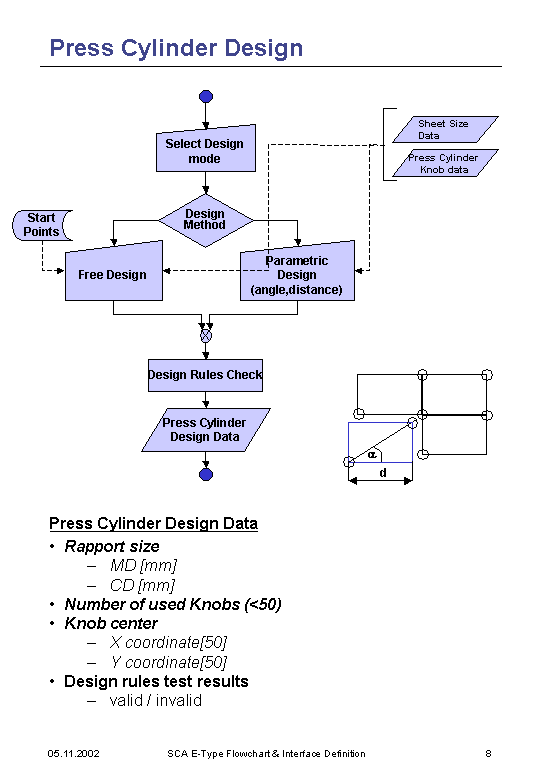 Press Cylinder Design
Sheet Size
Data
Press Cylinder
Knob data
Select Design
mode
Design
Method
Start
Points
Free Design
Parametric
Design
(angle,distance)
X
Design Rules Check
Press Cylinder
Design Data
α
d
Press Cylinder Design Data
• Rapport size
– MD [mm]
– CD [mm]
• Number of used Knobs (<50)
• Knob center
– X coordinate[50]
– Y coordinate[50]
• Design rules test results
– valid / invalid
05.11.2002 SCA E-Type Flowchart & Interface Definition 8